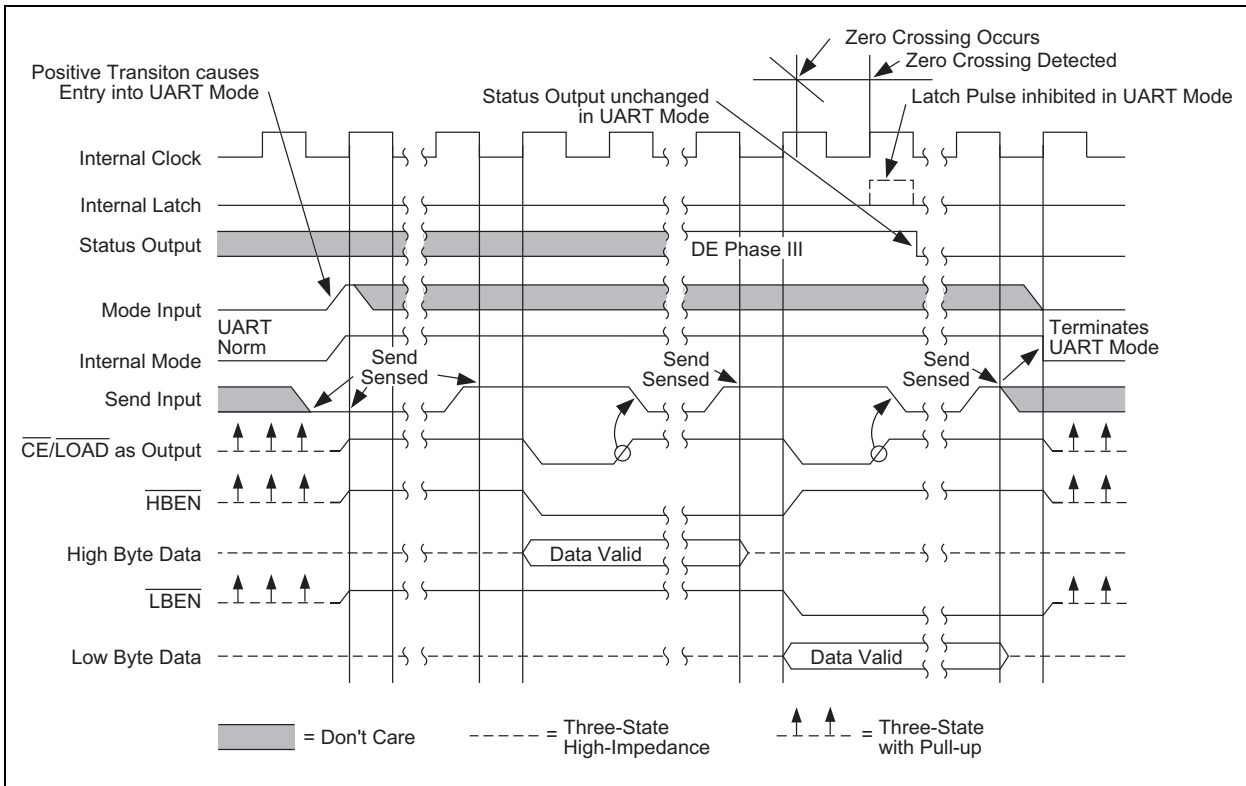 Zero Crossing Occurs
Zero Crossing Detected
Positive Transiton causes
Entry into UART Mode
Status Output unchanged
in UART Mode
Latch Pulse inhibited in UART Mode
Internal Clock
Internal Latch
Status Output
DE Phase III
Mode Input
UART
Norm
Terminates
UART Mode
Internal Mode
Send
Sensed
Send
Sensed
Send
Sensed
Send Input
CE/LOAD as Output
HBEN
High Byte Data
Data Valid
LBEN
Low Byte Data
Data Valid
= Don't Care
= Three-State
High-Impedance
= Three-State
with Pull-up